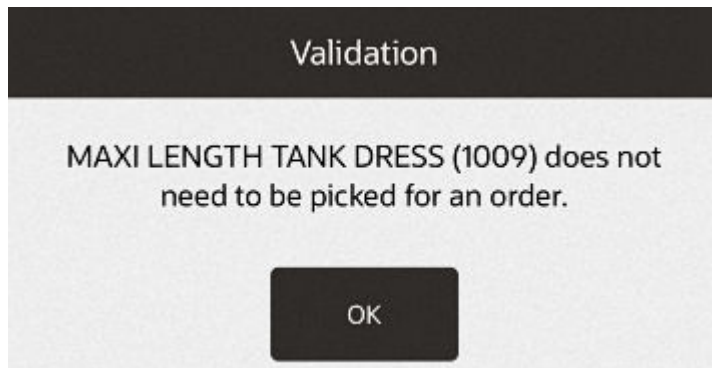 Validation
MAXI LENGTH TANK DRESS (1009) does not
need to be picked for an order.
OK